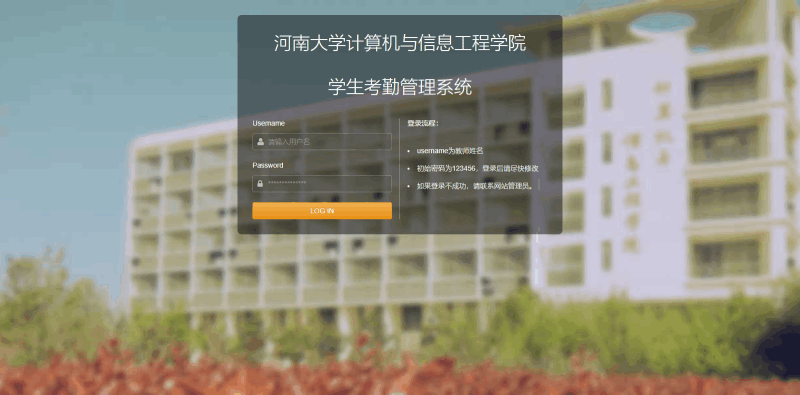 河南大学计算机与信息工程学院
学生考勤管理系统
Username
请输入用户名
Password
**************
LOG IN
登录流程:
username为教师姓名
初始密码为123456，登录后请尽快修改
如果登录不成功，请联系网站管理员。